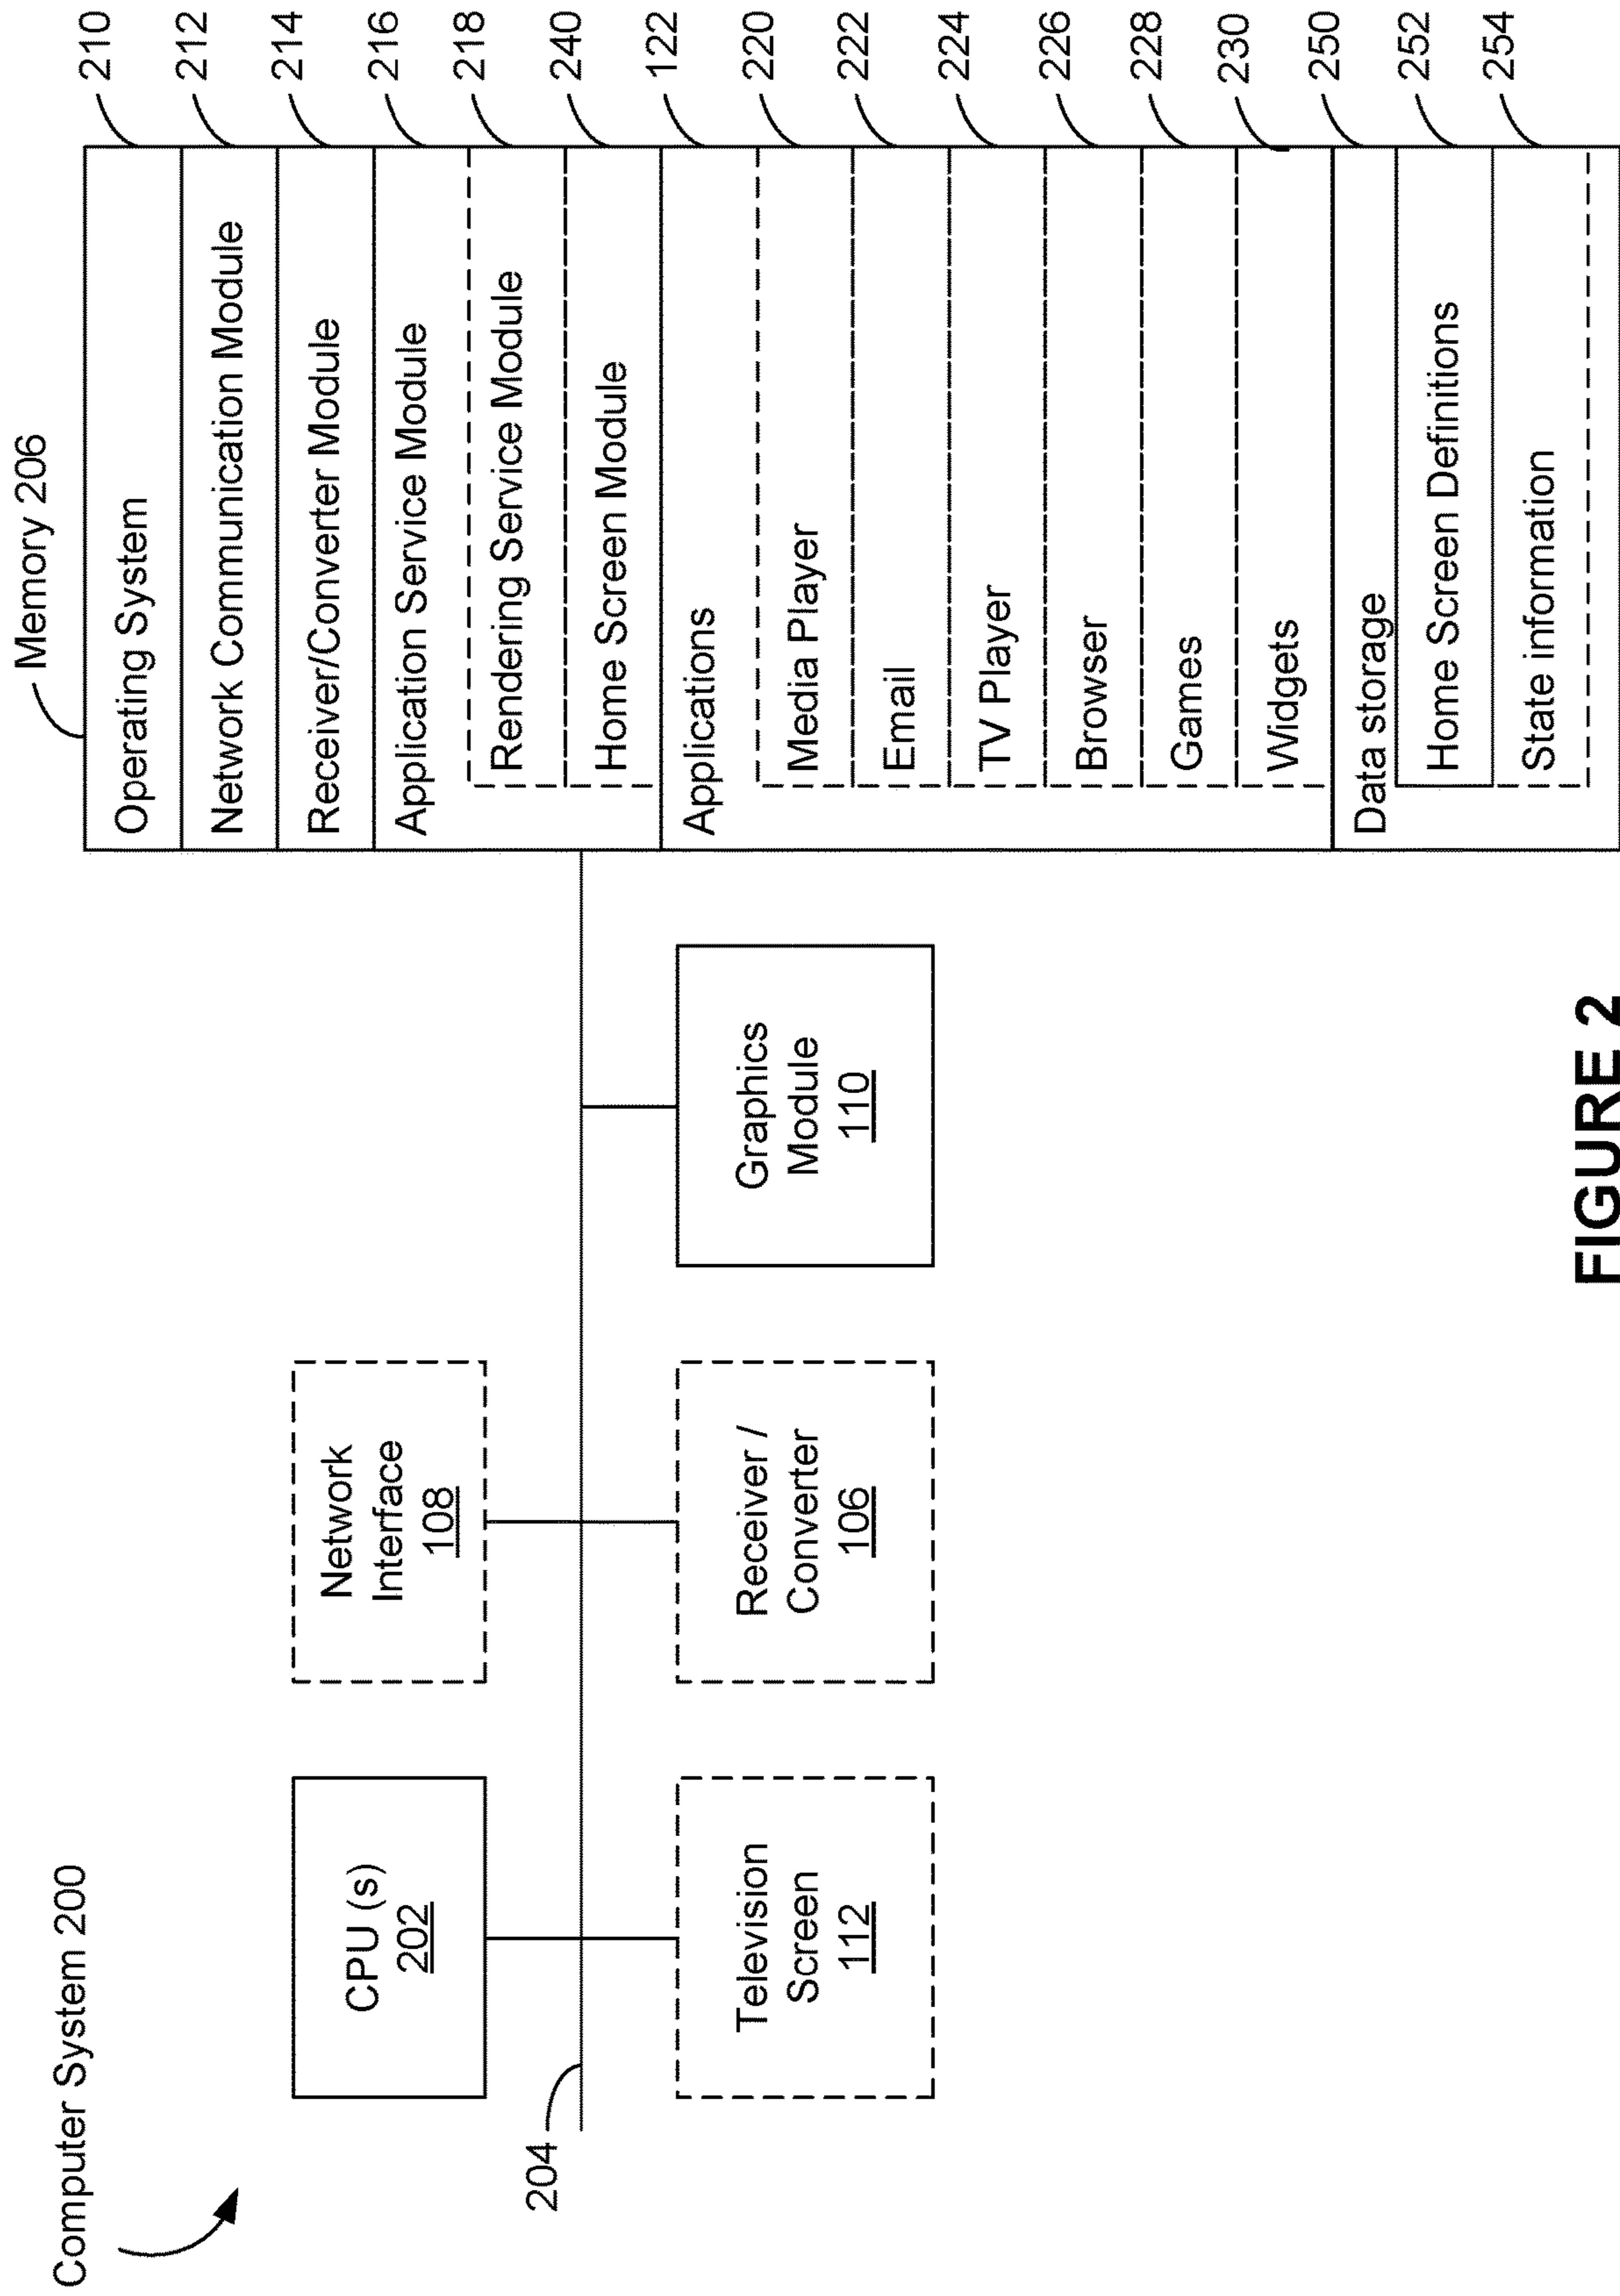 Computer System 200
CPU (s)
202
Network
Interface
108
204
Television
Screen
112
Receiver /
Converter
106
Graphics
Module
110
Memory 206
Operating System
210
Network Communication Module
212
Receiver/Converter Module
214
Application Service Module
216
Rendering Service Module
218
Home Screen Module
240
Applications
122
Media Player
220
Email
222
TV Player
224
Browser
226
Games
228
Widgets
230
Data storage
250
Home Screen Definitions
252
State information
254
FIGURE 2